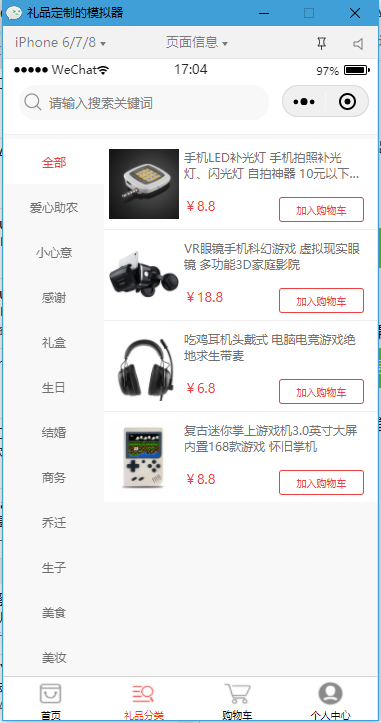 礼品定制的模拟器
iPhone 6/7/8 页面信息
WeChat 17:04 97%
请输入搜索关键词
全部
爱心助农
小心意
感谢
礼盒
生日
结婚
商务
乔迁
生子
美食
美妆
手机LED补光灯 手机拍照补光
灯、闪光灯 自拍神器 10元以下...
￥8.8
加入购物车
VR眼镜手机科幻游戏 虚拟现实眼
镜 多功能3D家庭影院
￥18.8
加入购物车
吃鸡耳机头戴式 电脑电竞游戏绝
地求生带麦
￥6.8
加入购物车
复古迷你掌上游戏机3.0英寸大屏
内置168款游戏 怀旧掌机
￥8.8
加入购物车
首页 礼品分类 购物车 个人中心